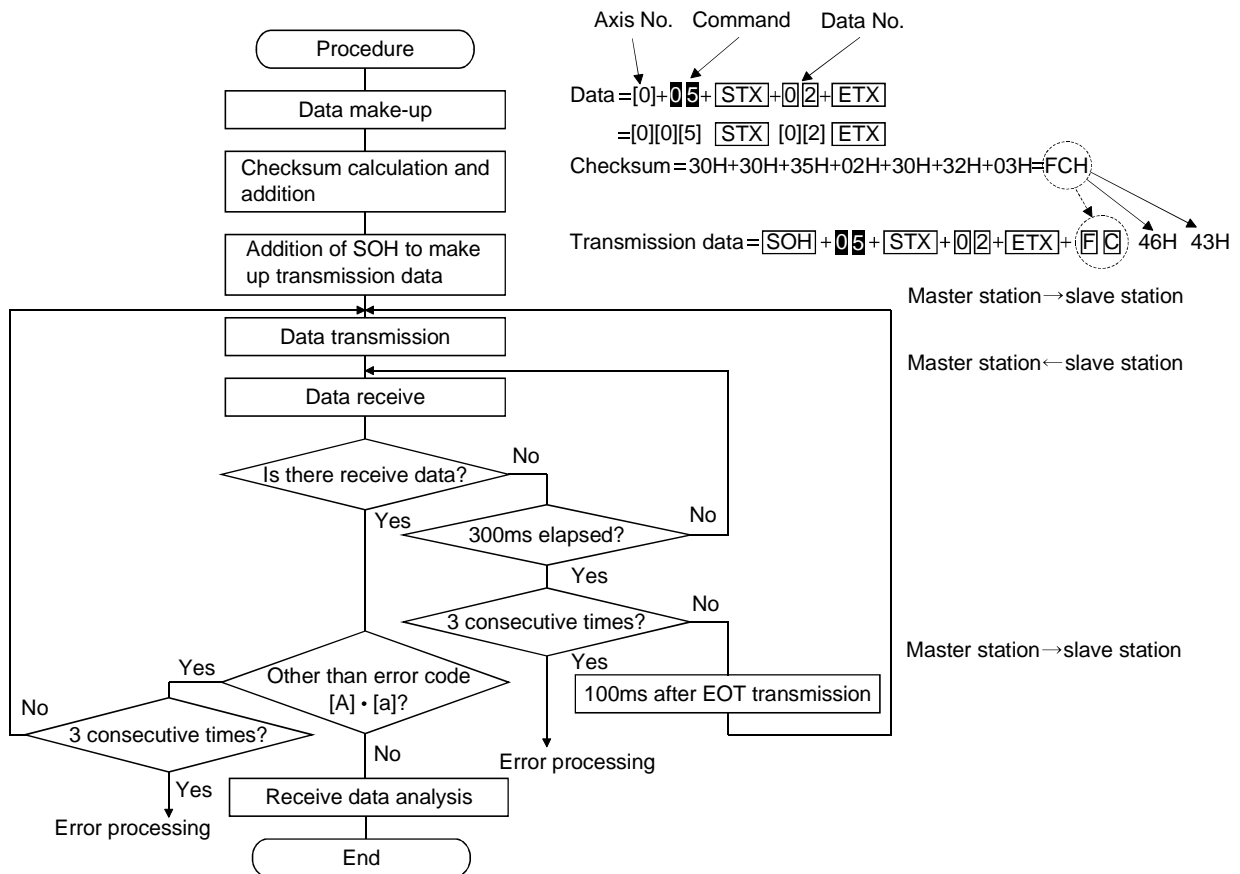 Axis No. Command Data No.
Procedure
Data make-up
Checksum calculation and
addition
Addition of SOH to make
up transmission data
Data=[0]+0 5+ STX +0 2+ ETX
=[0][0][5] STX [0][2] ETX
Checksum=30H+30H+35H+02H+30H+32H+03H=FCH
Transmission data= SOH +0 5+ STX +0 2+ ETX + F C 46H 43H
Master station→slave station
Data transmission
Master station←slave station
Data receive
Is there receive data?
No
Yes
300ms elapsed?
No
Yes
3 consecutive times?
No
Yes
100ms after EOT transmission
Master station→slave station
Error processing
Other than error code
[A]•[a]?
Yes
No
3 consecutive times?
No
Yes
Error processing
Receive data analysis
End